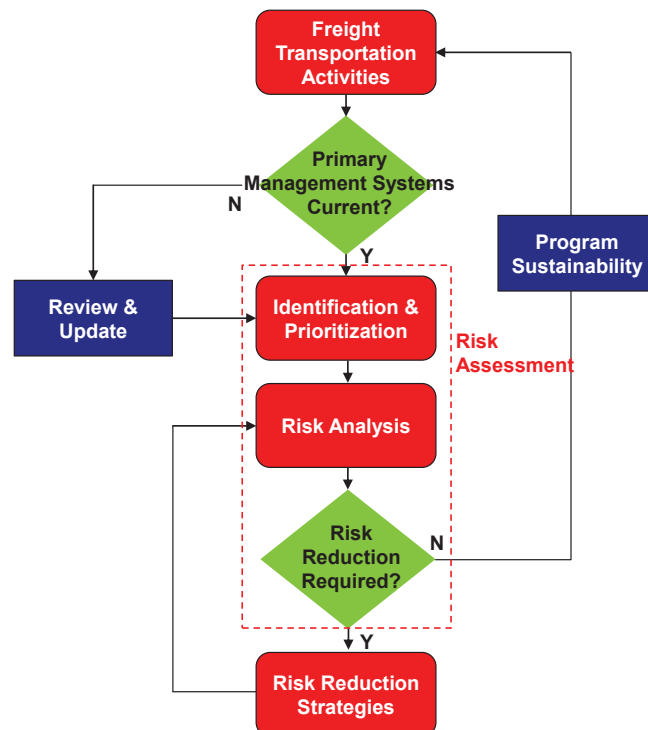 Freight
Transportation
Activities
Primary
Management Systems
Current?
N
Y
Program
Sustainability
Review &
Update
Identification &
Prioritization
Risk
Assessment
Risk Analysis
Risk
Reduction
Required?
N
Y
Risk Reduction
Strategies